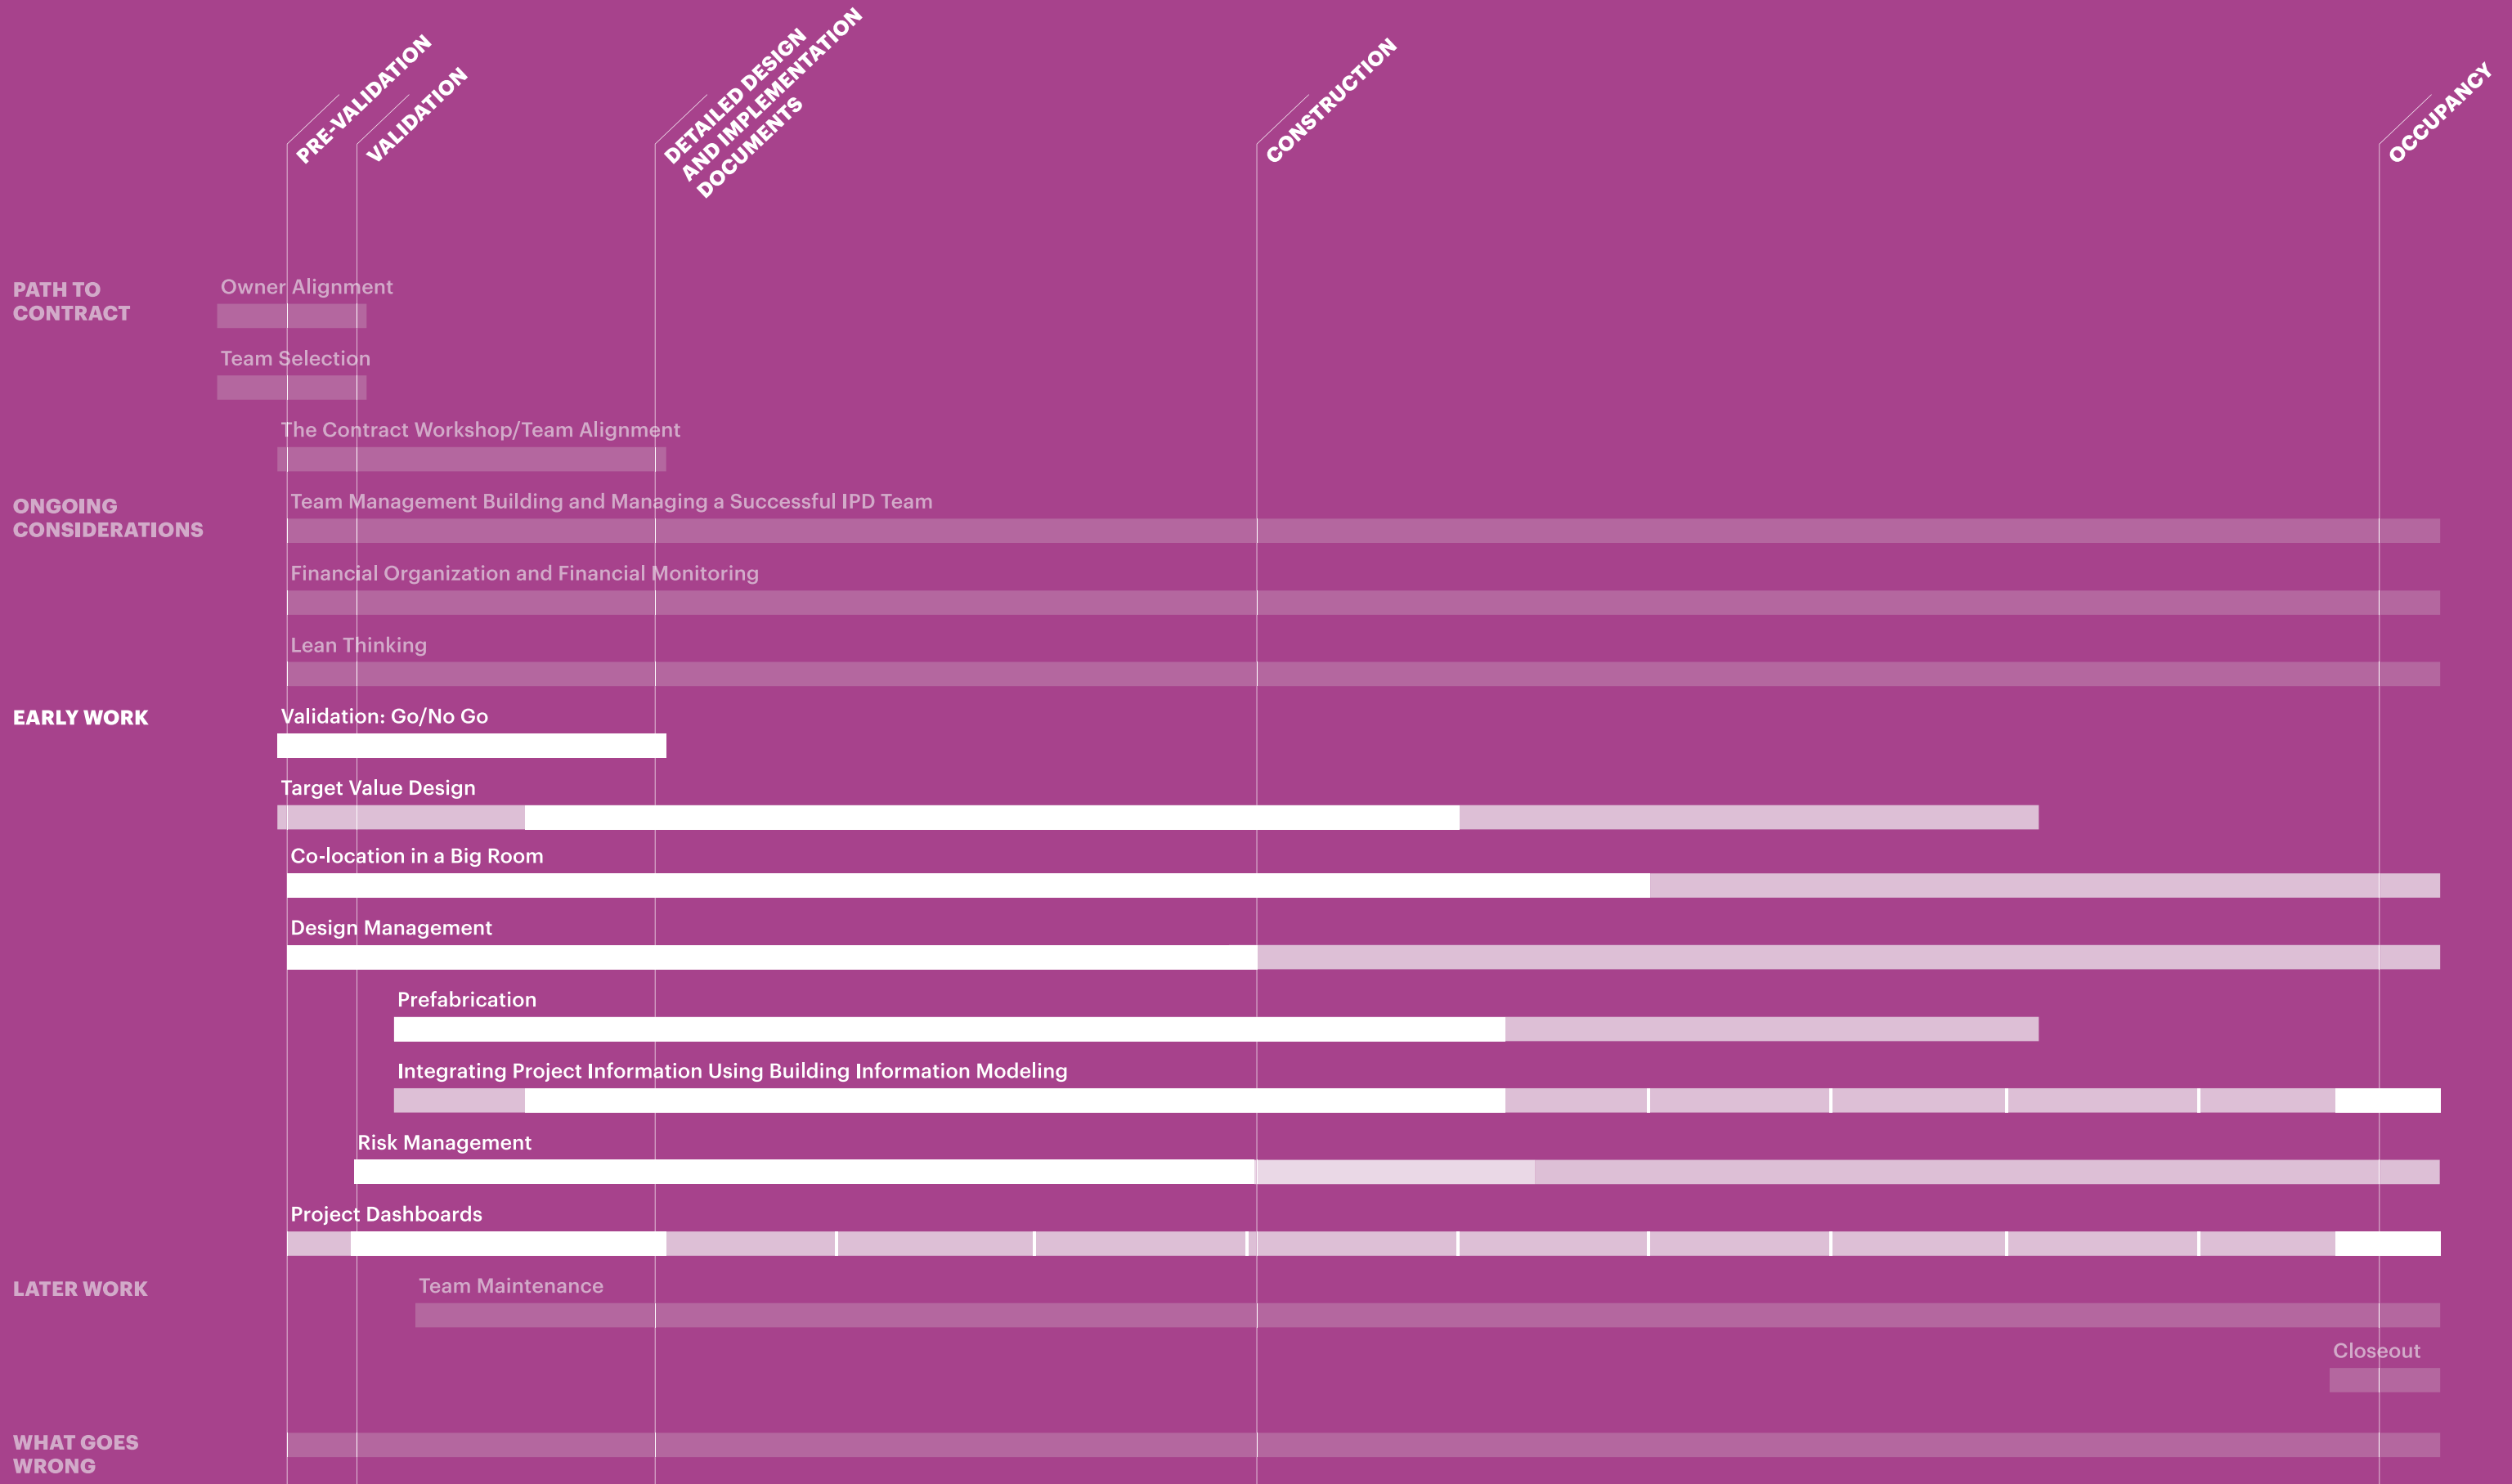 PRE-VALIDATION
VALIDATION
DETAILED DESIGN
AND IMPLEMENTATION
DOCUMENTS
CONSTRUCTION
OCCUPANCY
PATH TO
CONTRACT
Owner Alignment
Team Selection
The Contract Workshop/Team Alignment
ONGOING
CONSIDERATIONS
Team Management Building and Managing a Successful IPD Team
Financial Organization and Financial Monitoring
Lean Thinking
EARLY WORK
Validation: Go/No Go
Target Value Design
Co-location in a Big Room
Design Management
Prefabrication
Integrating Project Information Using Building Information Modeling
Risk Management
Project Dashboards
LATER WORK
Team Maintenance
Closeout
WHAT GOES
WRONG